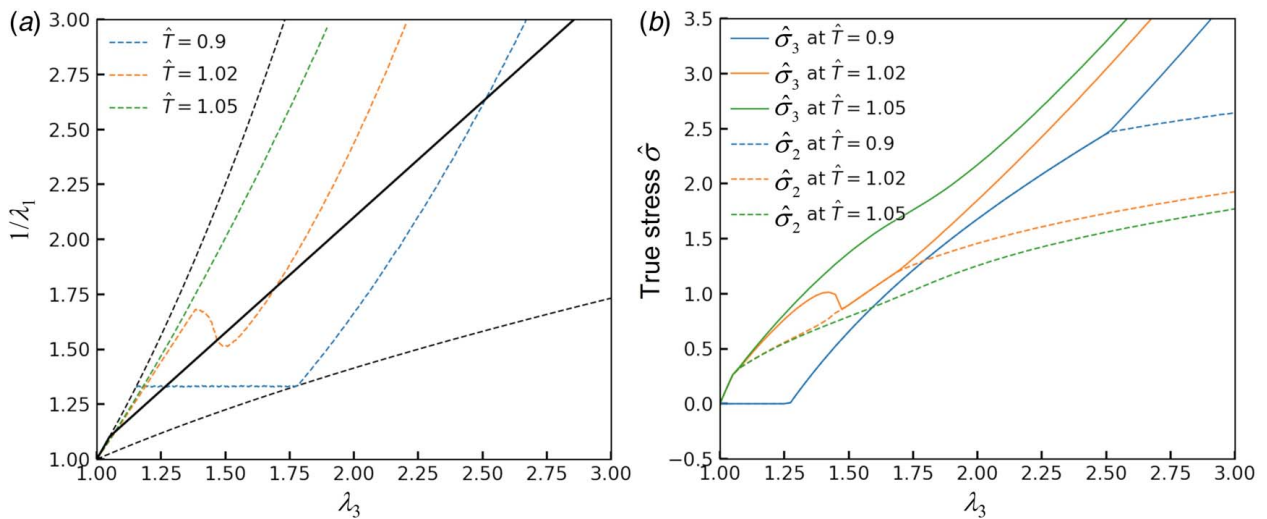 (a)
3.00
2.75
2.50
2.25
2.00
1.75
1.50
1.25
1.00
1/λ₁
T̂ = 0.9
T̂ = 1.02
T̂ = 1.05
1.00 1.25 1.50 1.75 2.00 2.25 2.50 2.75 3.00
λ₃
(b)
3.5
3.0
2.5
2.0
1.5
1.0
0.5
0.0
−0.5
True stress σ̂
σ̂₃ at T̂ = 0.9
σ̂₃ at T̂ = 1.02
σ̂₃ at T̂ = 1.05
σ̂₂ at T̂ = 0.9
σ̂₂ at T̂ = 1.02
σ̂₂ at T̂ = 1.05
1.00 1.25 1.50 1.75 2.00 2.25 2.50 2.75 3.00
λ₃